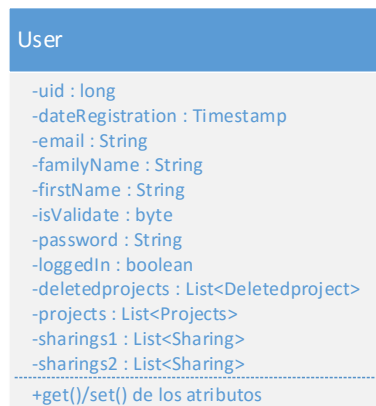 User
-uid : long
-dateRegistration : Timestamp
-email : String
-familyName : String
-firstName : String
-isValidate : byte
-password : String
-loggedIn : boolean
-deletedprojects : List<Deletedproject>
-projects : List<Projects>
-sharings1 : List<Sharing>
-sharings2 : List<Sharing>
+get()/set() de los atributos